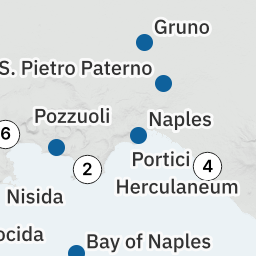 Gruno
S. Pietro Paterno
Pozzuoli
Naples
6
2
Portici
4
Herculaneum
Nisida
ocida
Bay of Naples